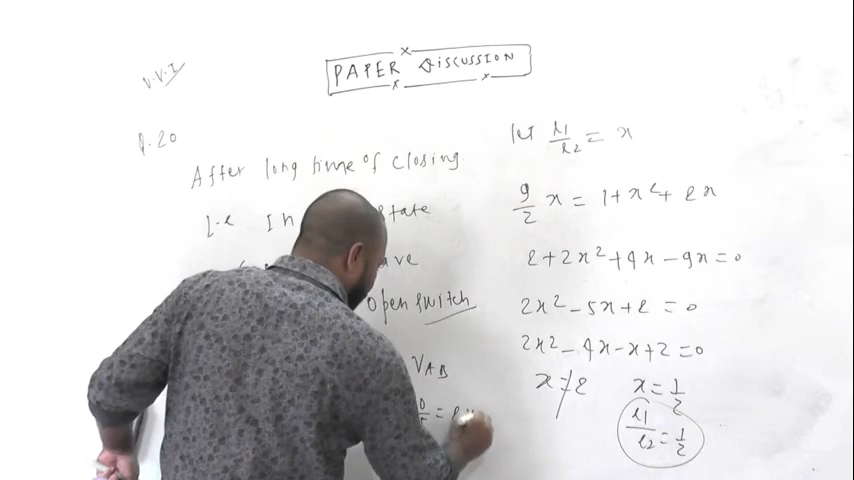 V.V.I
PAPER DISCUSSION
Q.20
After long time of closing.
i.e In
state
open switch
V_AB
let r₁/r₂ = x
9/2 x = 1+x²+2x
2+2x²+4x-9x=0
2x²-5x+2=0
2x²-4x-x+2=0
x≠2 x=1/2
r₁/r₂=1/2